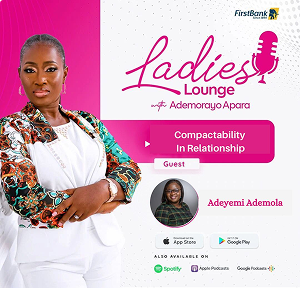 FirstBank
Ladies
Lounge
with Ademorayo Apara
Compactability
In Relationship
Guest
Adeyemi Ademola
App Store
Google Play
ALSO AVAILABLE ON
Spotify
Apple Podcasts
Google Podcasts